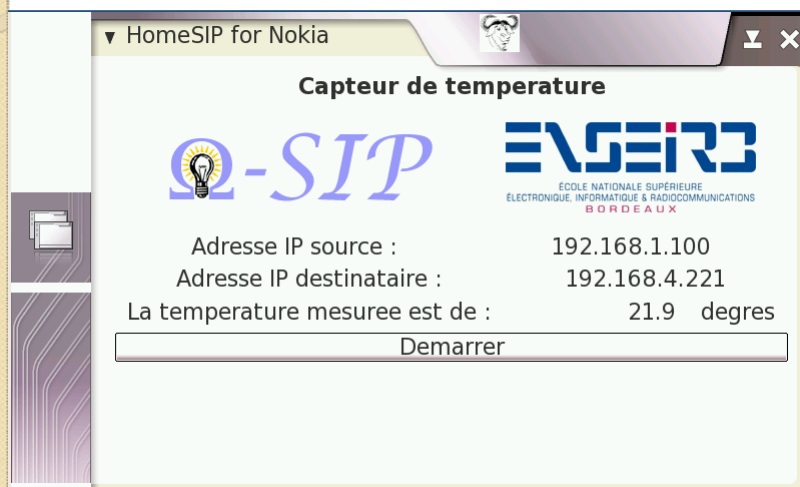 HomeSIP for Nokia
Capteur de temperature
Ω-SIP
ENSEIRB
ÉCOLE NATIONALE SUPÉRIEURE
ÉLECTRONIQUE, INFORMATIQUE & RADIOCOMMUNICATIONS
BORDEAUX
Adresse IP source : 192.168.1.100
Adresse IP destinataire : 192.168.4.221
La temperature mesuree est de : 21.9 degres
Demarrer